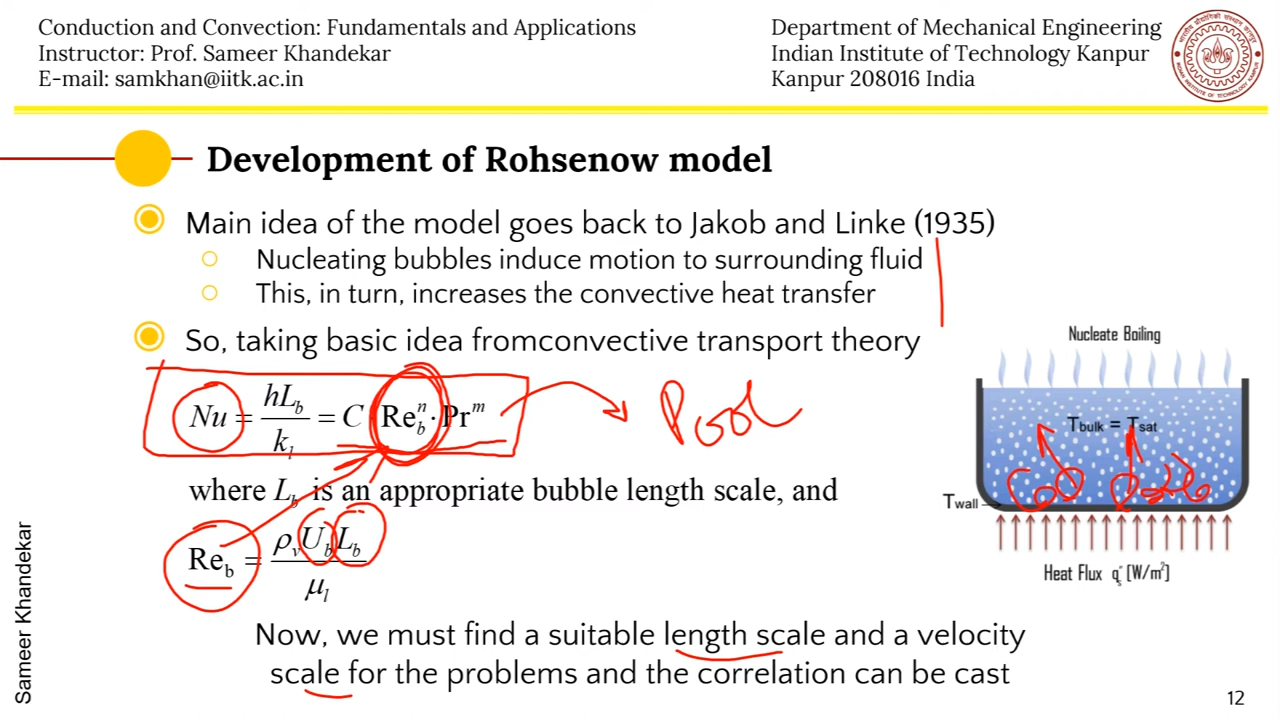 Conduction and Convection: Fundamentals and Applications
Instructor: Prof. Sameer Khandekar
E-mail: samkhan@iitk.ac.in
Department of Mechanical Engineering
Indian Institute of Technology Kanpur
Kanpur 208016 India
Development of Rohsenow model
Main idea of the model goes back to Jakob and Linke (1935)
Nucleating bubbles induce motion to surrounding fluid
This, in turn, increases the convective heat transfer
So, taking basic idea fromconvective transport theory
Nu = hL_b / k_l = C · Re_b^n · Pr^m
Pool
where L_b is an appropriate bubble length scale, and
Re_b = ρ_v U_b L_b / μ_l
Nucleate Boiling
T_bulk = T_sat
T_wall
Heat Flux q_s" [W/m²]
Now, we must find a suitable length scale and a velocity
scale for the problems and the correlation can be cast
Sameer Khandekar
12